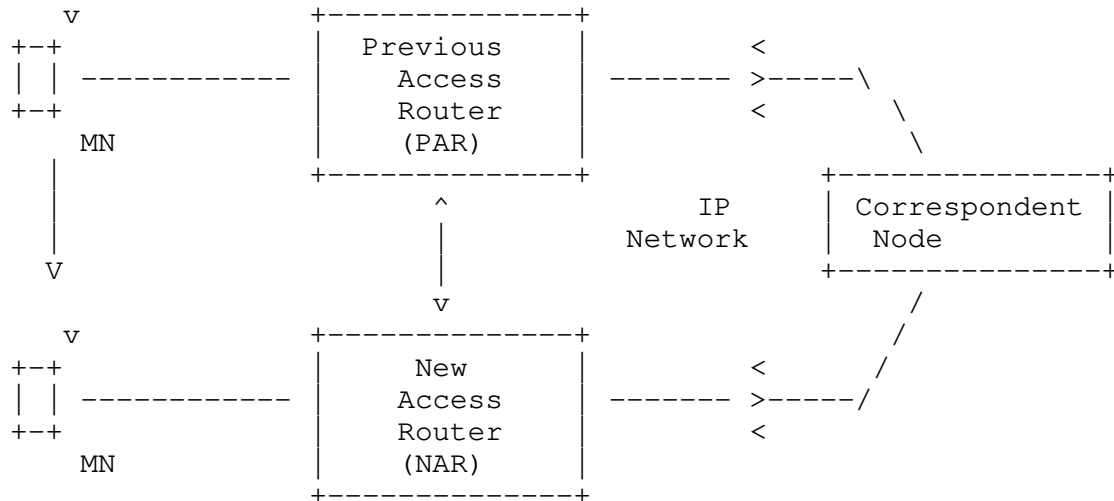 v
Previous <
Access
Router <
MN (PAR)
^ IP Correspondent
Network Node
V
v
v
New <
Access
Router <
MN (NAR)